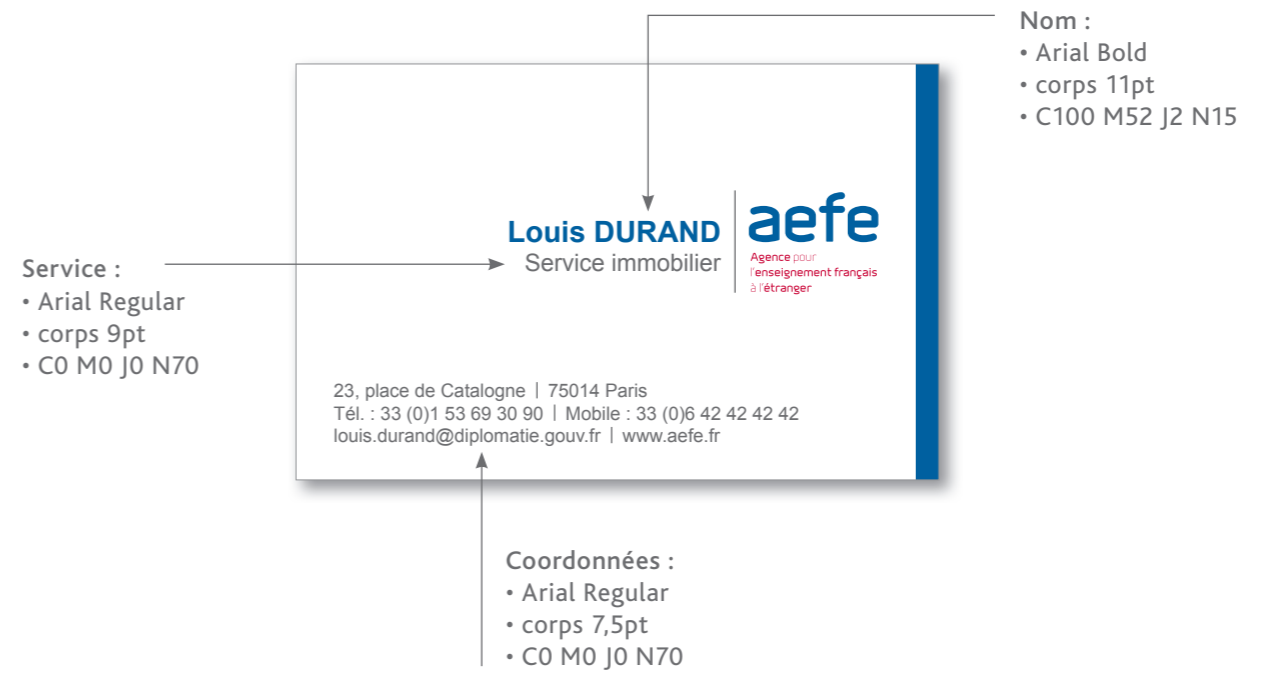 Nom :
• Arial Bold
• corps 11pt
• C100 M52 J2 N15
Louis DURAND
Service immobilier
aefe
Agence pour
l'enseignement français
à l'étranger
Service :
• Arial Regular
• corps 9pt
• C0 M0 J0 N70
23, place de Catalogne | 75014 Paris
Tél. : 33 (0)1 53 69 30 90 | Mobile : 33 (0)6 42 42 42 42
louis.durand@diplomatie.gouv.fr | www.aefe.fr
Coordonnées :
• Arial Regular
• corps 7,5pt
• C0 M0 J0 N70